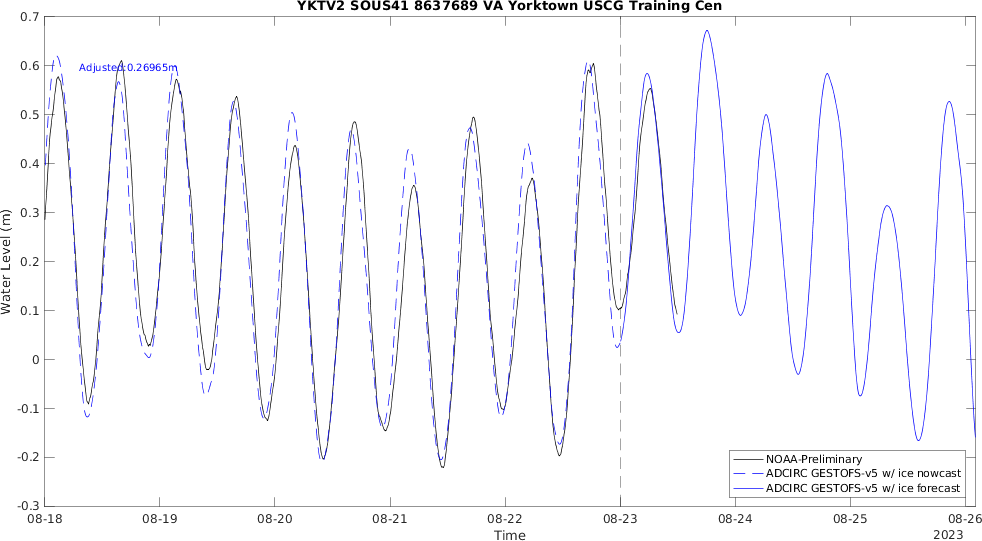 YKTV2 SOUS41 8637689 VA Yorktown USCG Training Cen
0.7
0.6
0.5
0.4
0.3
0.2
0.1
0
-0.1
-0.2
-0.3
Water Level (m)
Adjusted:0.26965m
NOAA-Preliminary
ADCIRC GESTOFS-v5 w/ ice nowcast
ADCIRC GESTOFS-v5 w/ ice forecast
08-18 08-19 08-20 08-21 08-22 08-23 08-24 08-25 08-26
Time
2023